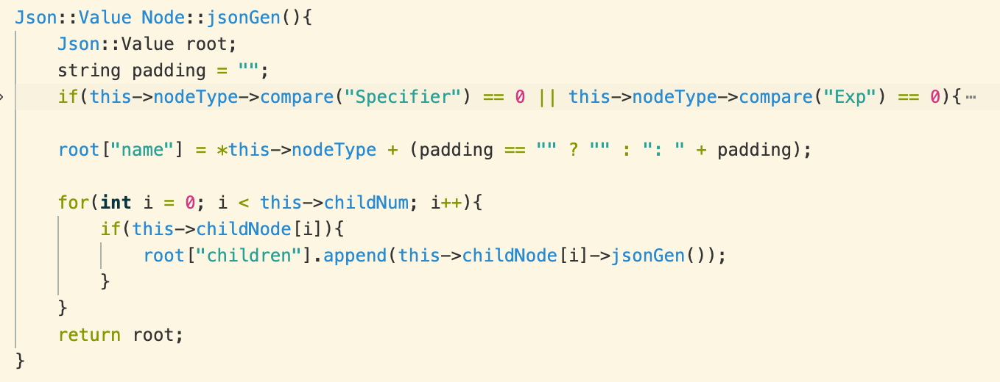 Json::Value Node::jsonGen(){
Json::Value root;
string padding = "";
if(this->nodeType->compare("Specifier") == 0 || this->nodeType->compare("Exp") == 0){⋯
root["name"] = *this->nodeType + (padding == "" ? "" : ": " + padding);
for(int i = 0; i < this->childNum; i++){
if(this->childNode[i]){
root["children"].append(this->childNode[i]->jsonGen());
}
}
return root;
}